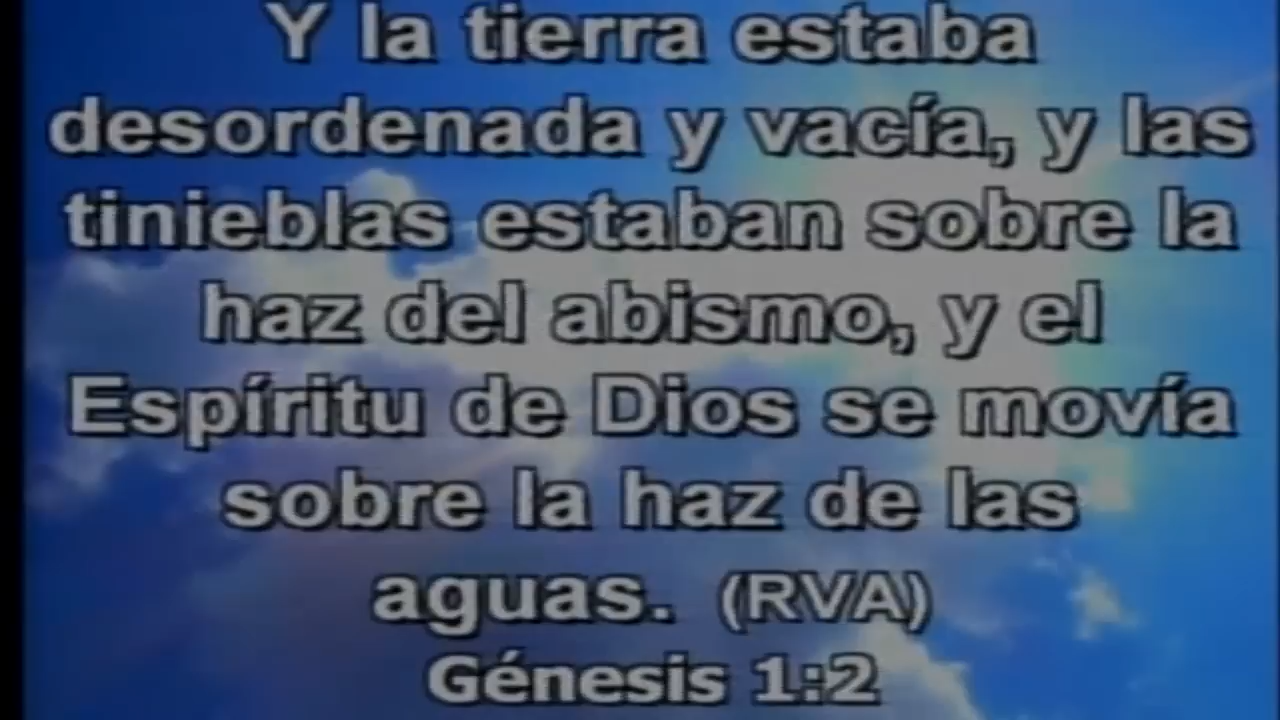 Y la tierra estaba
desordenada y vacía, y las
tinieblas estaban sobre la
haz del abismo, y el
Espíritu de Dios se movía
sobre la haz de las
aguas. (RVA)
Génesis 1:2